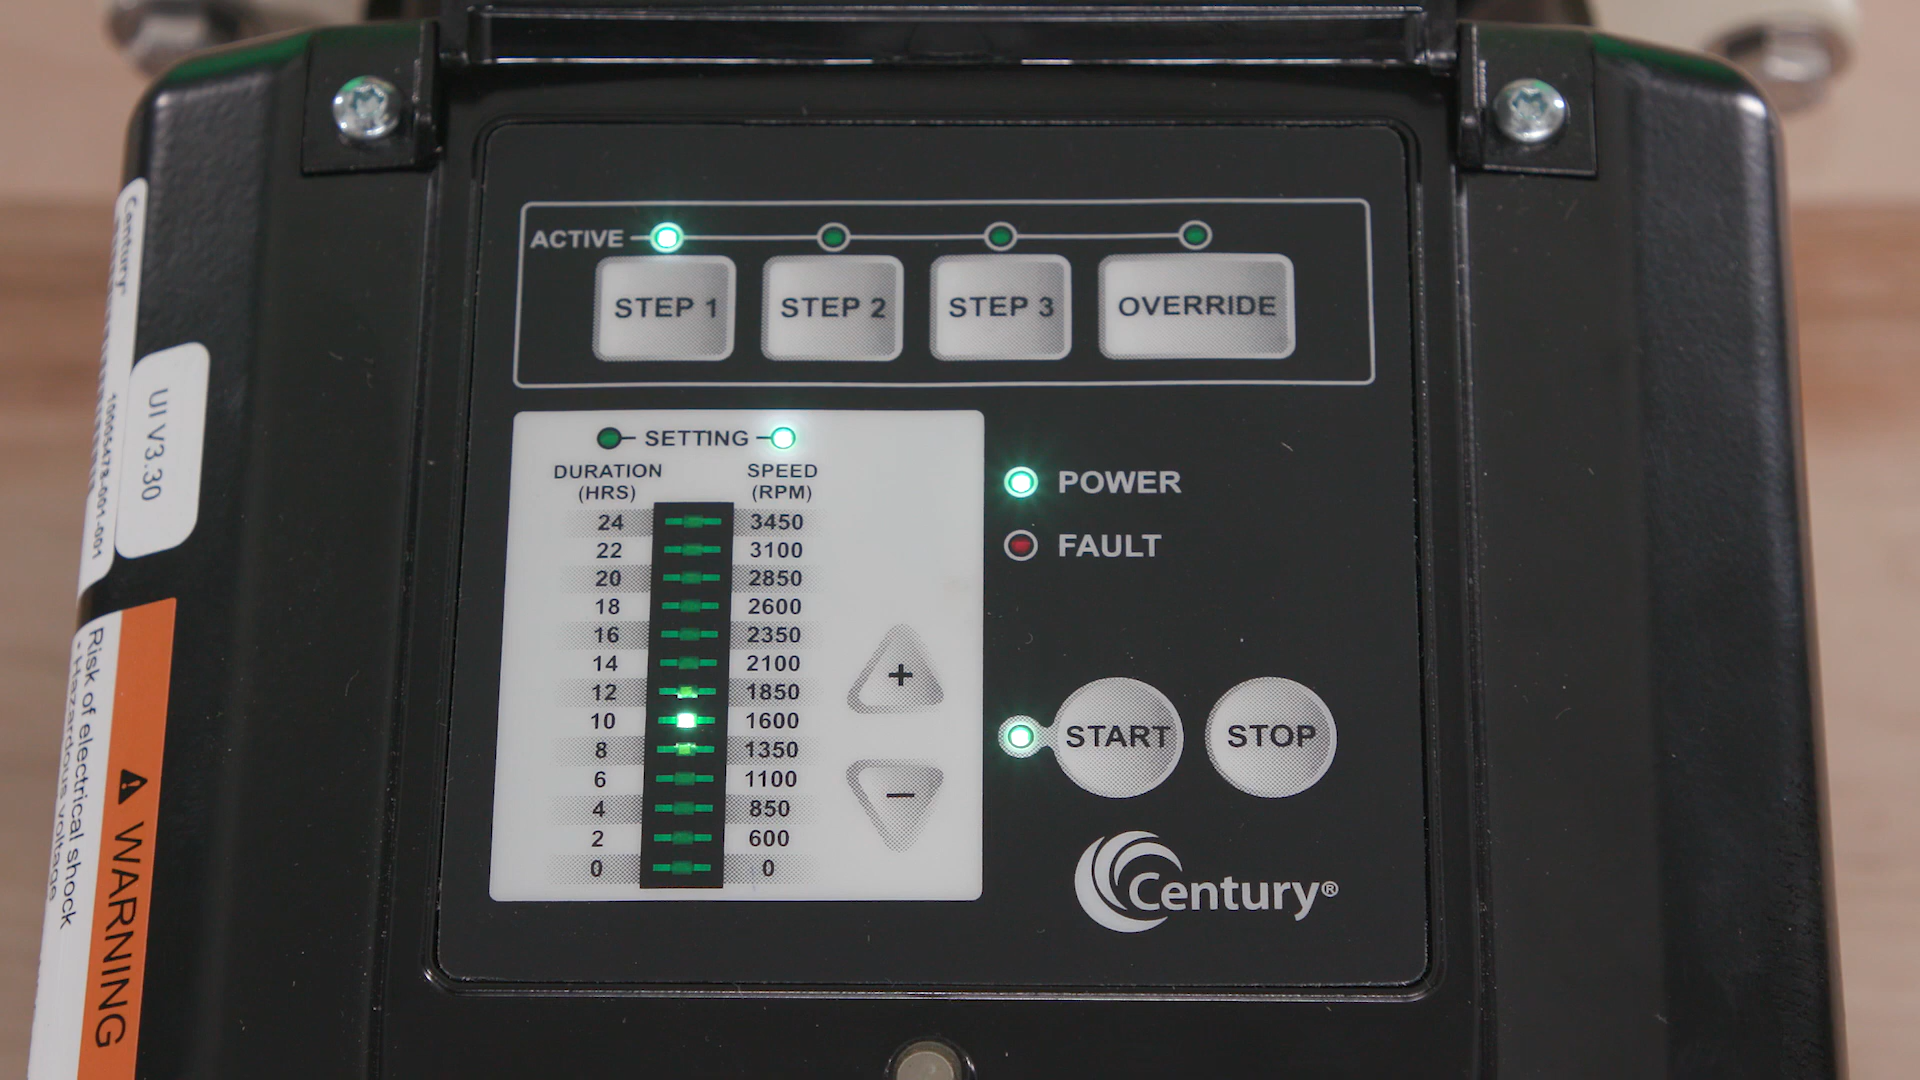 ACTIVE
STEP 1
STEP 2
STEP 3
OVERRIDE
SETTING
DURATION
(HRS)
SPEED
(RPM)
24 3450
22 3100
20 2850
18 2600
16 2350
14 2100
12 1850
10 1600
8 1350
6 1100
4 850
2 600
0 0
+
−
POWER
FAULT
START
STOP
Century®
Century
UI V3.30
WARNING
Risk of electrical shock
• Hazardous voltage